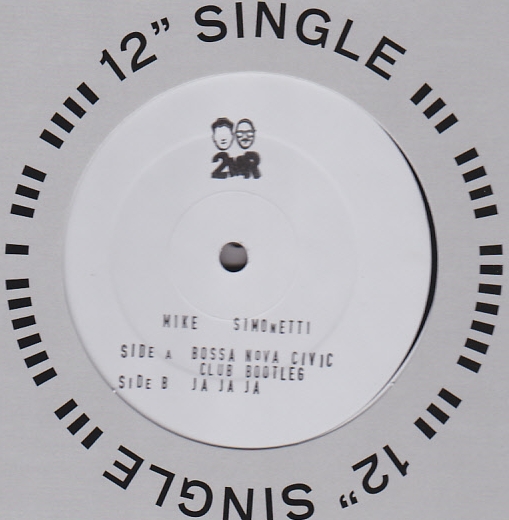 12” SINGLE
2MR
MIKE SIMONETTI
SIDE A BOSSA NOVA CIVIC
CLUB BOOTLEG
SIDE B JA JA JA
12” SINGLE